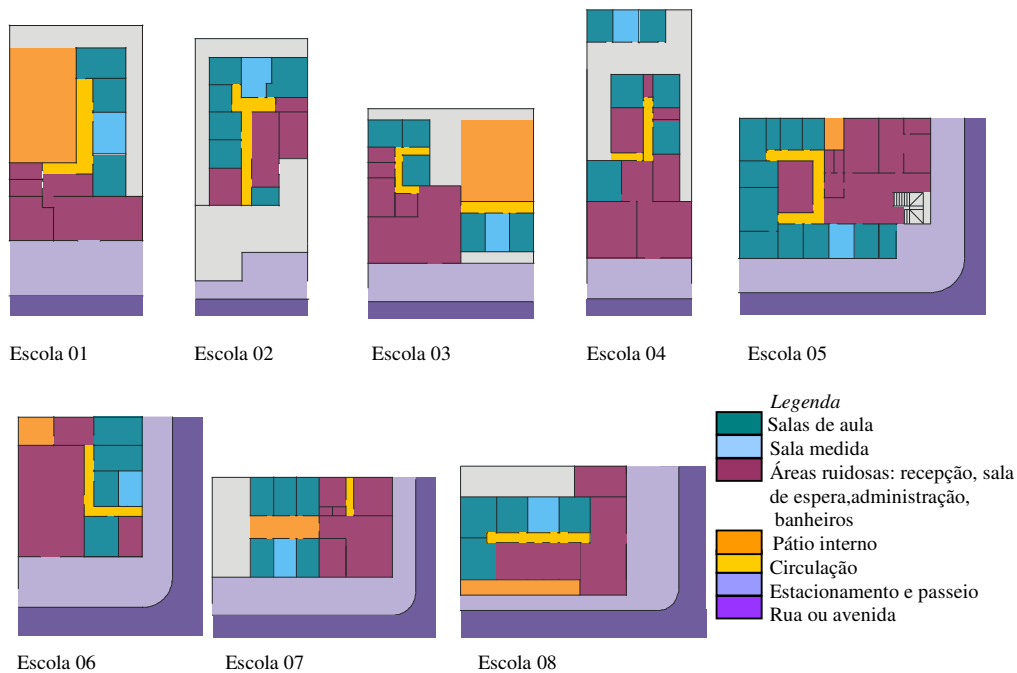 Escola 01
Escola 02
Escola 03
Escola 04
Escola 05
Escola 06
Escola 07
Escola 08
Legenda
Salas de aula
Sala medida
Áreas ruidosas: recepção, sala
de espera,administração,
banheiros
Pátio interno
Circulação
Estacionamento e passeio
Rua ou avenida